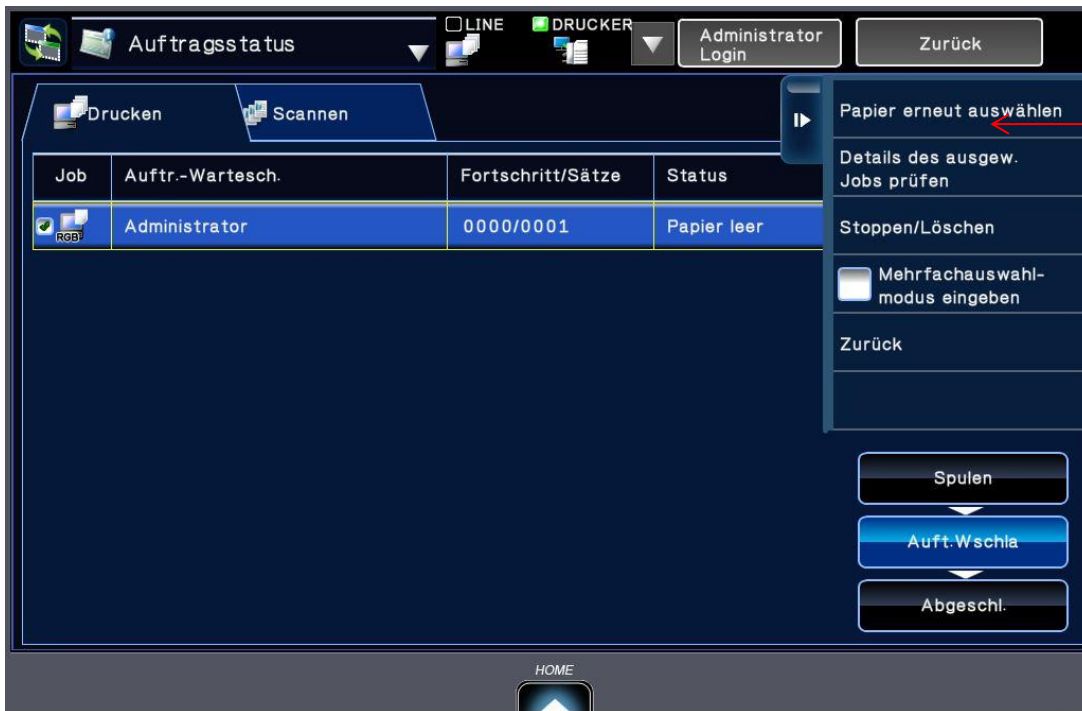 Auftragsstatus
LINE
DRUCKER
Administrator
Login
Zurück
Drucken
Scannen
Papier erneut auswählen
Details des ausgew.
Jobs prüfen
Job
Auftr.-Wartesch.
Fortschritt/Sätze
Status
RGB
Administrator
0000/0001
Papier leer
Stoppen/Löschen
Mehrfachauswahl-
modus eingeben
Zurück
Spulen
Auft.Wschla
Abgeschl.
HOME